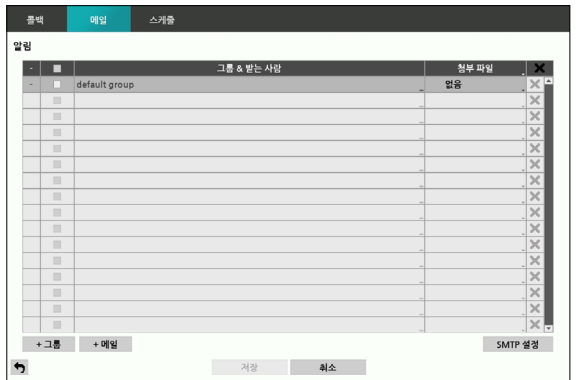 콜백 메일 스케줄
알림
- 그룹 & 받는 사람 첨부 파일
- default group 없음
+ 그룹 + 메일 SMTP 설정
저장 취소